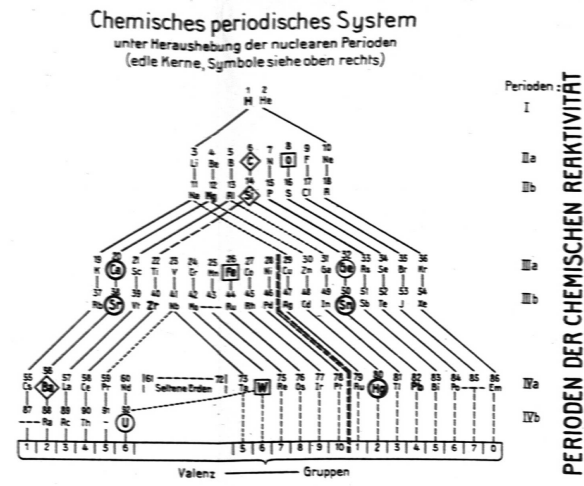 Chemisches periodisches System
unter Heraushebung der nuclearen Perioden
(edle Kerne, Symbole siehe oben rechts)
Perioden:
1 2
H He I
3 4 5 6 7 8 9 10
Li Be B C N O F Ne IIa
11 12 13 14 15 16 17 18
Na Mg Al Si P S Cl A IIb
19 20 21 22 23 24 25 26 27 28 29 30 31 32 33 34 35 36
K Ca Sc Ti V Cr Mn Fe Co Ni Cu Zn Ga Ge As Se Br Kr IIIa
37 38 39 40 41 42 43 44 45 46 47 48 49 50 51 52 53 54
Rb Sr Yt Zr Nb Mo --- Ru Rh Pd Ag Cd In Sn Sb Te J Xe IIIb
55 56 57 58 59 60 61 72 73 75 76 77 78 79 80 81 82 83 84 85 86
Cs Ba La Ce Pr Nd Seltene Erden Ta W Re Os Ir Pt Au Hg Tl Pb Bi Po -- Em IVa
87 88 89 90 91 92
--- Ra Ac Th - U IVb
1 2 3 4 5 6 5 6 7 8 9 10 1 2 3 4 5 6 7 0
Valenz Gruppen
PERIODEN DER CHEMISCHEN REAKTIVITÄT